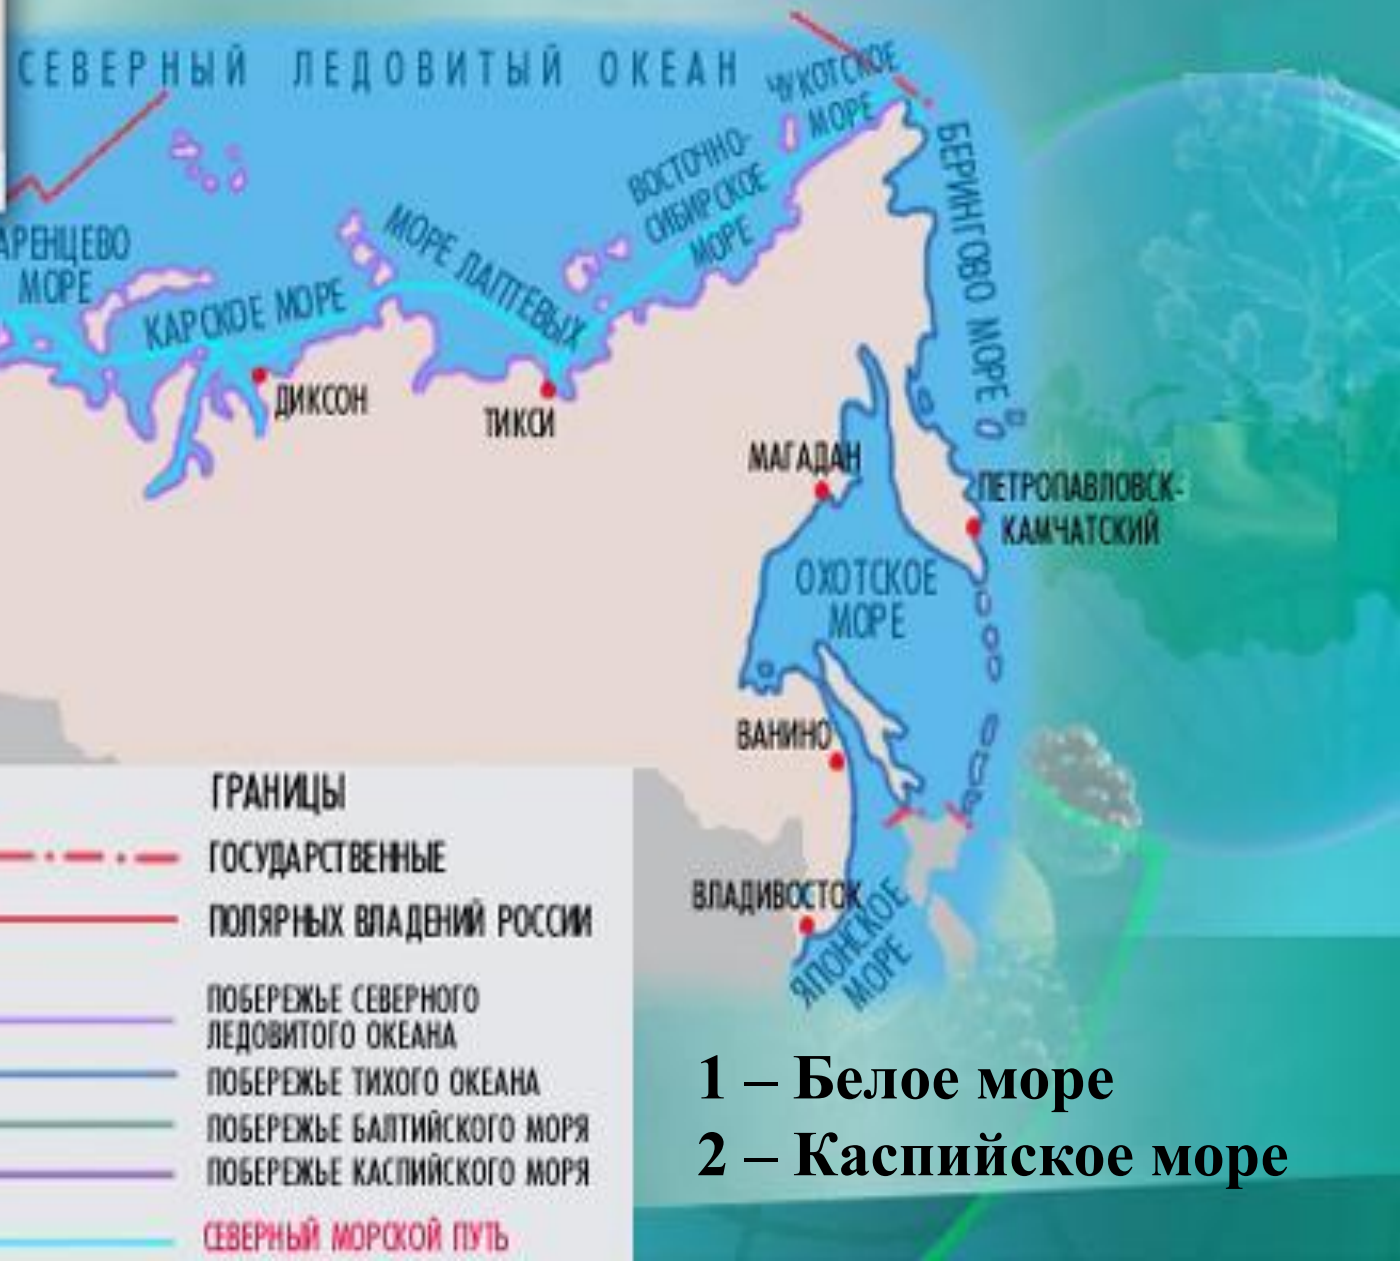 СЕВЕРНЫЙ ЛЕДОВИТЫЙ ОКЕАН
ЧУКОТСКОЕ
МОРЕ
БЕРИНГОВО МОРЕ
ВОСТОЧНО-
СИБИРСКОЕ
МОРЕ
МОРЕ ЛАПТЕВЫХ
АРЕНЦЕВО
МОРЕ
КАРСКОЕ МОРЕ
ДИКСОН
ТИКСИ
МАГАДАН
ПЕТРОПАВЛОВСК-
КАМЧАТСКИЙ
ОХОТСКОЕ
МОРЕ
ВАНИНО
ВЛАДИВОСТОК
ЯПОНСКОЕ
МОРЕ
ГРАНИЦЫ
ГОСУДАРСТВЕННЫЕ
ПОЛЯРНЫХ ВЛАДЕНИЙ РОССИИ
ПОБЕРЕЖЬЕ СЕВЕРНОГО
ЛЕДОВИТОГО ОКЕАНА
ПОБЕРЕЖЬЕ ТИХОГО ОКЕАНА
ПОБЕРЕЖЬЕ БАЛТИЙСКОГО МОРЯ
ПОБЕРЕЖЬЕ КАСПИЙСКОГО МОРЯ
СЕВЕРНЫЙ МОРСКОЙ ПУТЬ
1 – Белое море
2 – Каспийское море